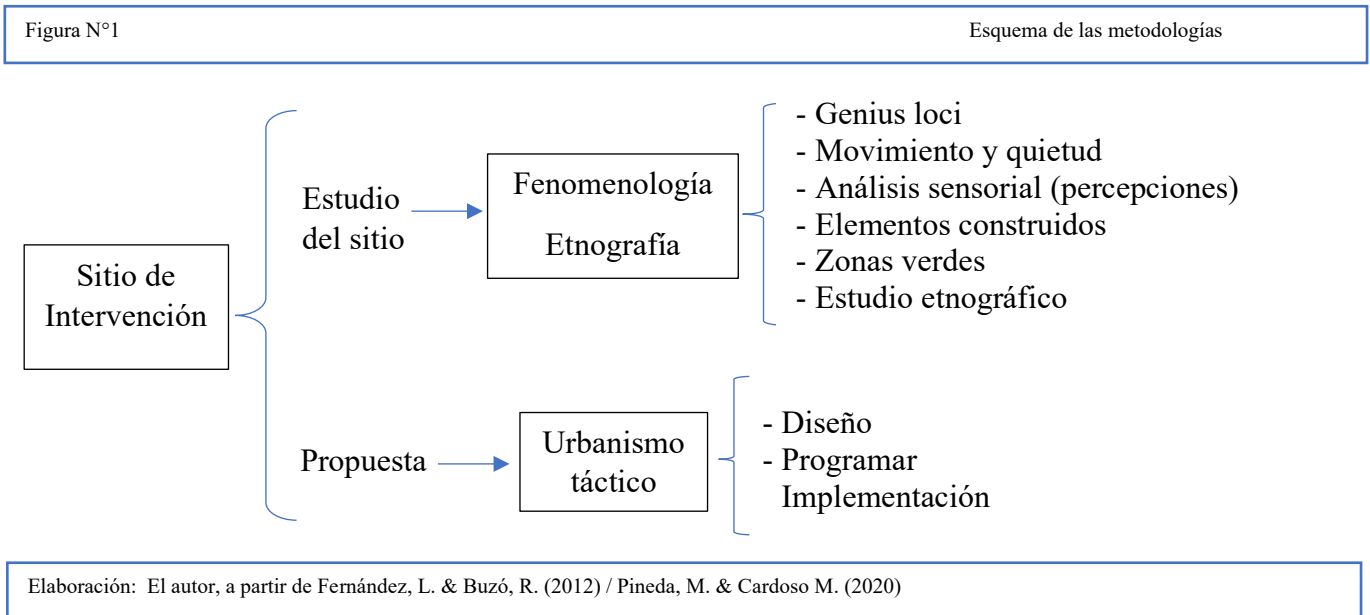 Figura N°1 Esquema de las metodologías
Sitio de
Intervención
Estudio
del sitio
Fenomenología
Etnografía
- Genius loci
- Movimiento y quietud
- Análisis sensorial (percepciones)
- Elementos construidos
- Zonas verdes
- Estudio etnográfico
Propuesta
Urbanismo
táctico
- Diseño
- Programar
Implementación
Elaboración: El autor, a partir de Fernández, L. & Buzó, R. (2012) / Pineda, M. & Cardoso M. (2020)